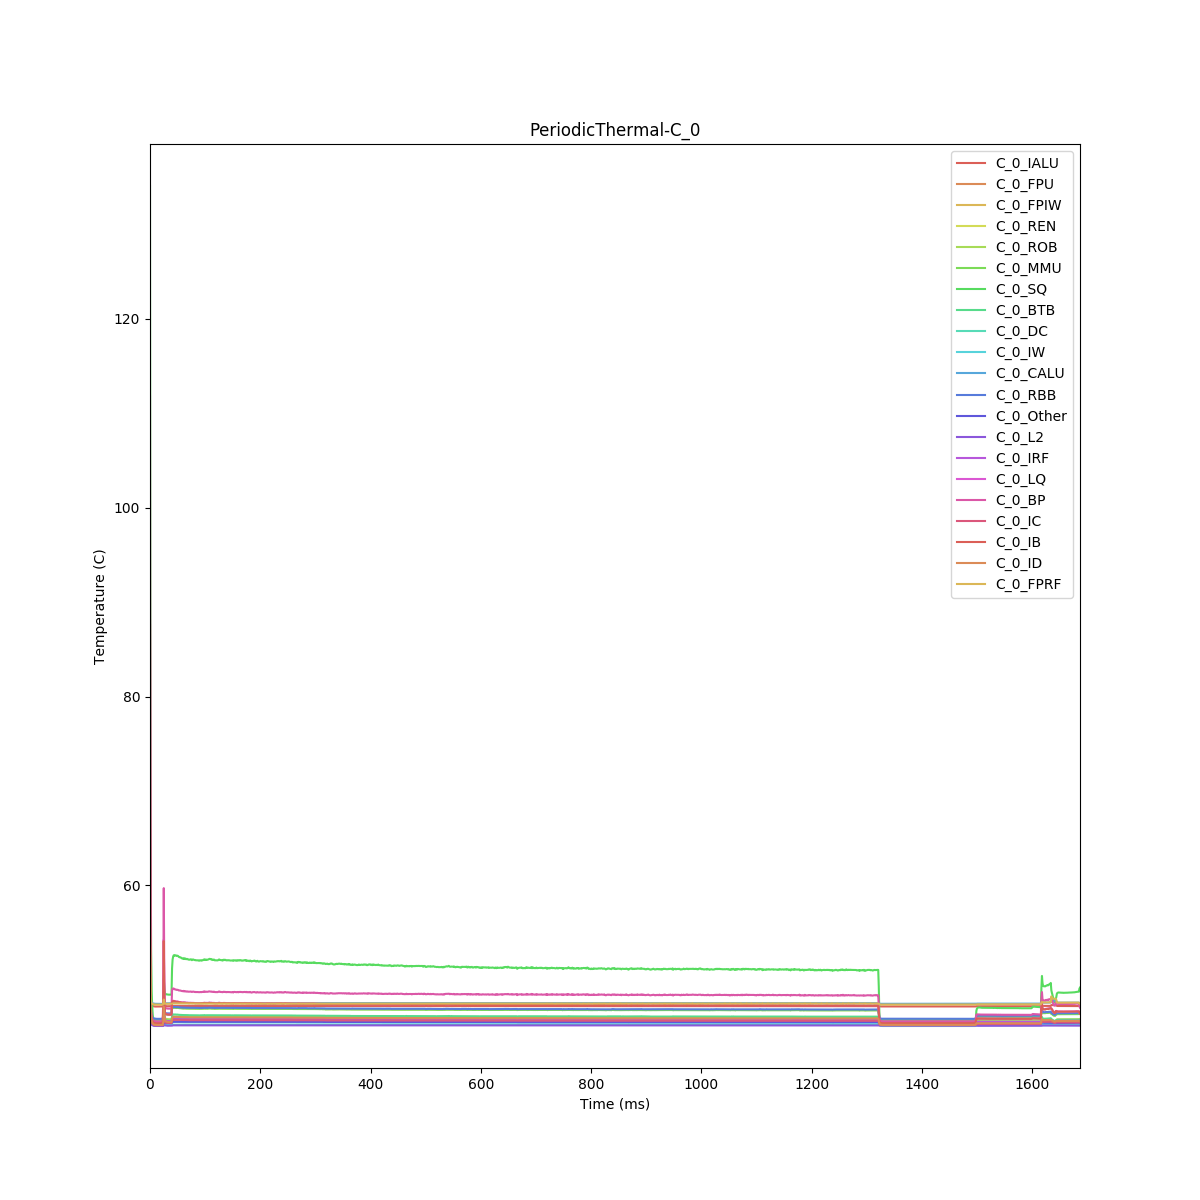 PeriodicThermal-C_0
C_0_IALU
C_0_FPU
C_0_FPIW
C_0_REN
C_0_ROB
C_0_MMU
C_0_SQ
C_0_BTB
C_0_DC
C_0_IW
C_0_CALU
C_0_RBB
C_0_Other
C_0_L2
C_0_IRF
C_0_LQ
C_0_BP
C_0_IC
C_0_IB
C_0_ID
C_0_FPRF
120
100
80
60
Temperature (C)
0 200 400 600 800 1000 1200 1400 1600
Time (ms)